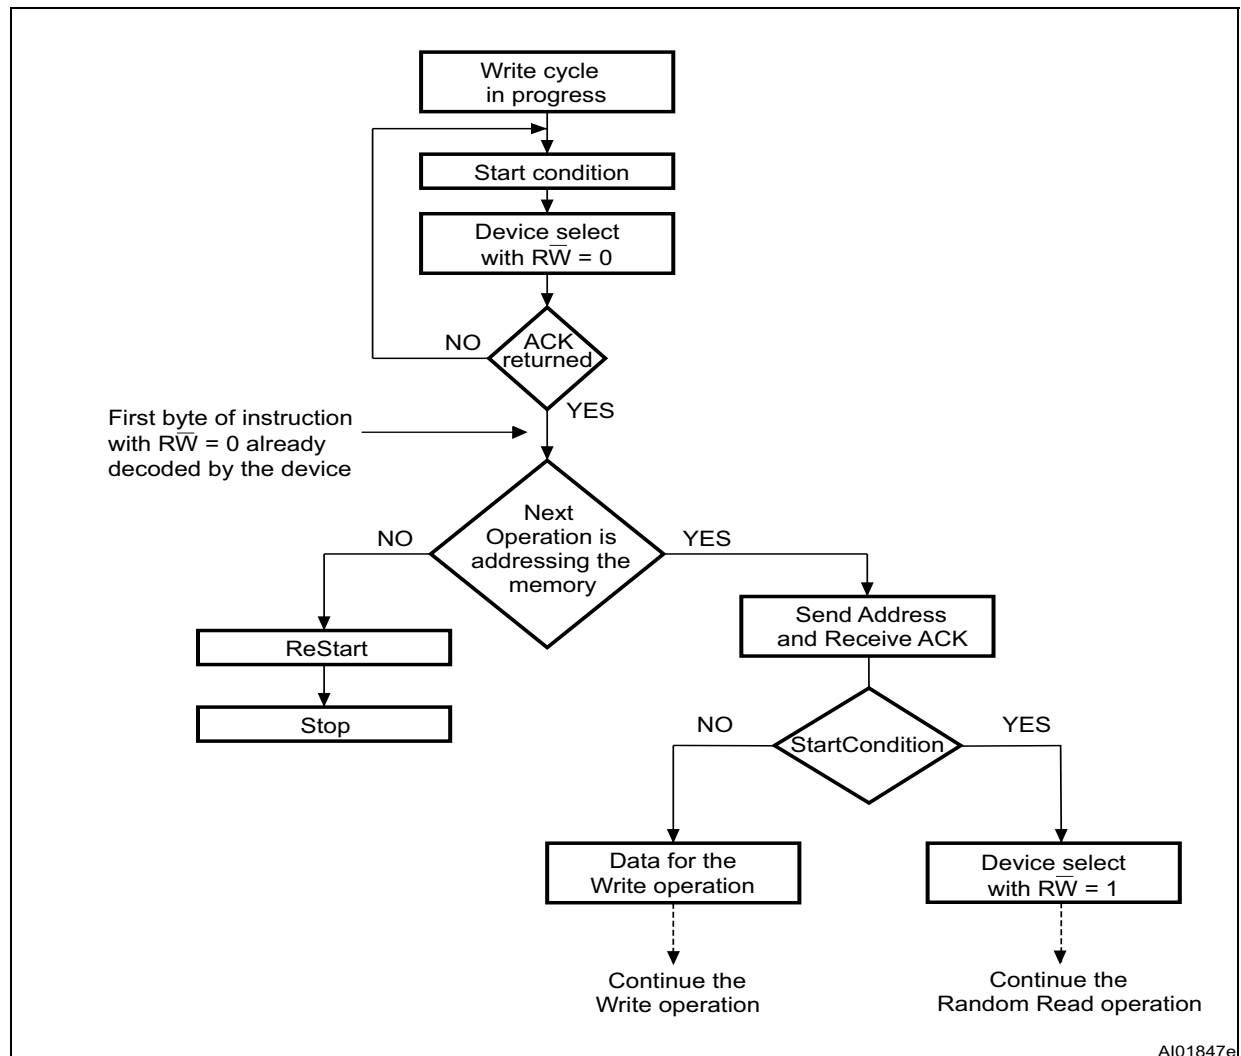 Write cycle
in progress
Start condition
Device select
with RW̅ = 0
NO
ACK
returned
YES
First byte of instruction
with RW̅ = 0 already
decoded by the device
Next
Operation is
addressing the
memory
NO
YES
ReStart
Stop
Send Address
and Receive ACK
StartCondition
NO
YES
Data for the
Write operation
Device select
with RW̅ = 1
Continue the
Write operation
Continue the
Random Read operation
AI01847e